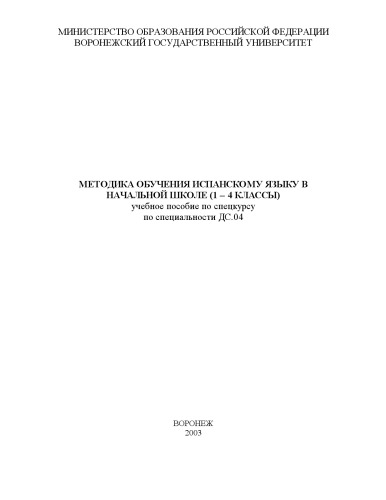 МИНИСТЕРСТВО ОБРАЗОВАНИЯ РОССИЙСКОЙ ФЕДЕРАЦИИ
ВОРОНЕЖСКИЙ ГОСУДАРСТВЕННЫЙ УНИВЕРСИТЕТ
МЕТОДИКА ОБУЧЕНИЯ ИСПАНСКОМУ ЯЗЫКУ В
НАЧАЛЬНОЙ ШКОЛЕ (1 – 4 КЛАССЫ)
учебное пособие по спецкурсу
по специальности ДС.04
ВОРОНЕЖ
2003